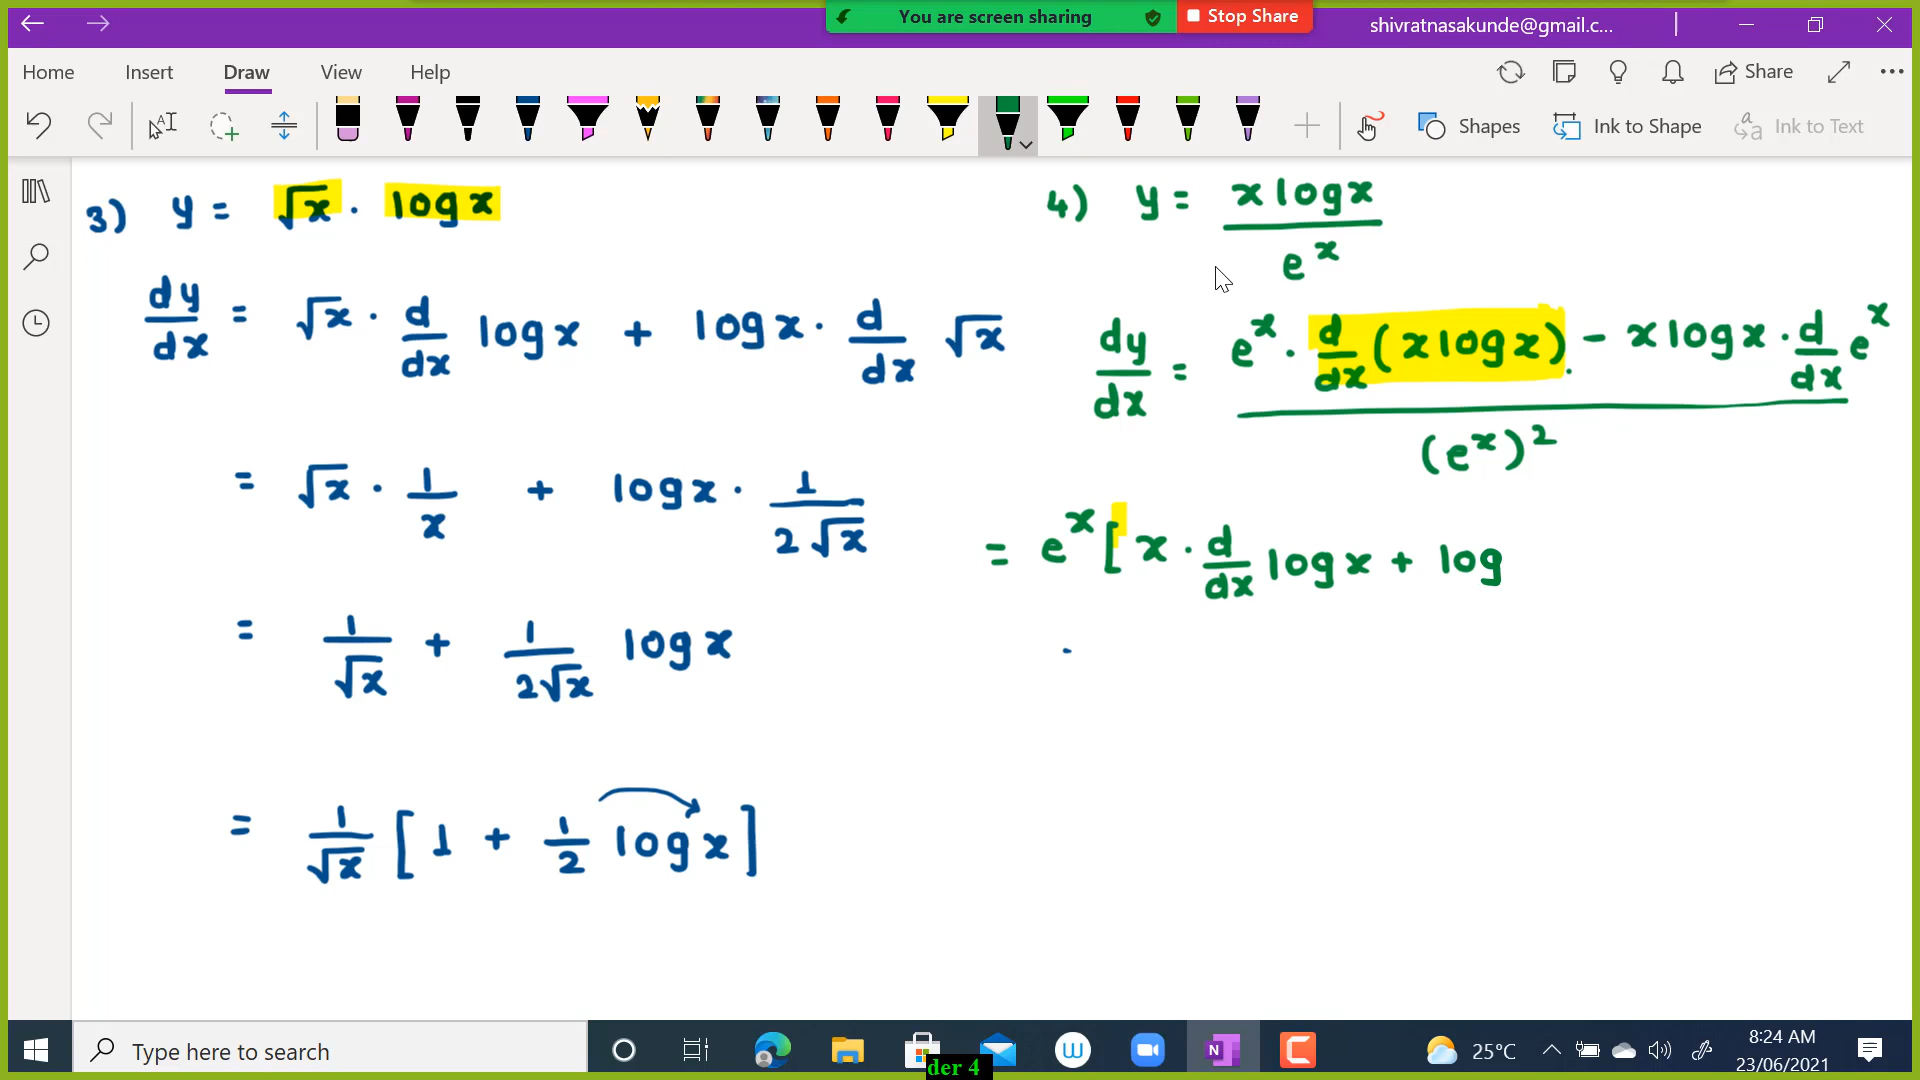 You are screen sharing
Stop Share
shivratnasakunde@gmail.c...
Home Insert Draw View Help
Share
Shapes
Ink to Shape
Ink to Text
3) y = √x . log x
dy/dx = √x . d/dx log x + log x . d/dx √x
= √x . 1/x + log x . 1/2√x
= 1/√x + 1/2√x log x
= 1/√x [1 + 1/2 log x]
4) y = x log x / e^x
dy/dx = e^x . d/dx (x log x) - x log x . d/dx e^x / (e^x)^2
= e^x [x . d/dx log x + log
Type here to search
der 4
25°C
8:24 AM
23/06/2021